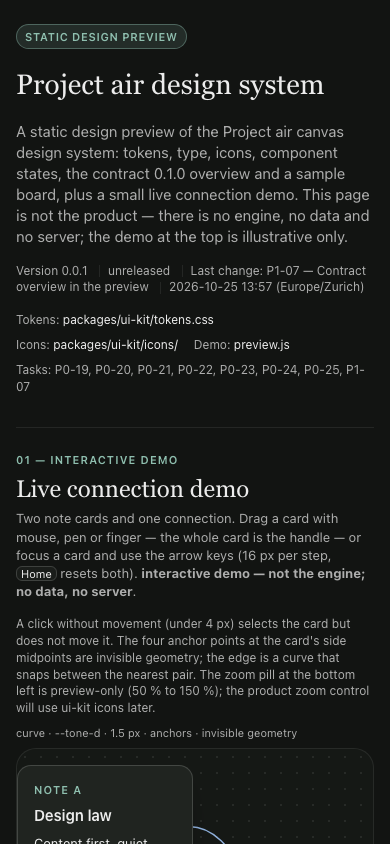 STATIC DESIGN PREVIEW
Project air design system
A static design preview of the Project air canvas
design system: tokens, type, icons, component
states, the contract 0.1.0 overview and a sample
board, plus a small live connection demo. This page
is not the product — there is no engine, no data and
no server; the demo at the top is illustrative only.
Version 0.0.1 unreleased Last change: P1-07 — Contract
overview in the preview 2026-10-25 13:57 (Europe/Zurich)
Tokens: packages/ui-kit/tokens.css
Icons: packages/ui-kit/icons/ Demo: preview.js
Tasks: P0-19, P0-20, P0-21, P0-22, P0-23, P0-24, P0-25, P1-
07
01 — INTERACTIVE DEMO
Live connection demo
Two note cards and one connection. Drag a card with
mouse, pen or finger — the whole card is the handle — or
focus a card and use the arrow keys (16 px per step,
Home resets both). interactive demo — not the engine;
no data, no server.
A click without movement (under 4 px) selects the card but
does not move it. The four anchor points at the card's side
midpoints are invisible geometry; the edge is a curve that
snaps between the nearest pair. The zoom pill at the bottom
left is preview-only (50 % to 150 %); the product zoom control
will use ui-kit icons later.
curve · --tone-d · 1.5 px · anchors · invisible geometry
NOTE A
Design law
Content first, quiet